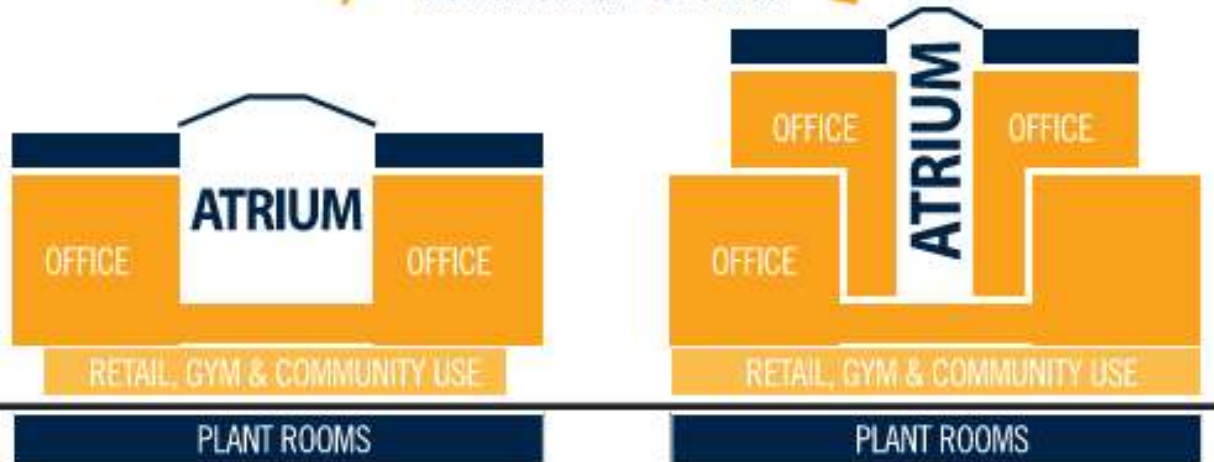 ATRIUM
OFFICE
OFFICE
RETAIL, GYM & COMMUNITY USE
PLANT ROOMS
ATRIUM
OFFICE
OFFICE
OFFICE
RETAIL, GYM & COMMUNITY USE
PLANT ROOMS